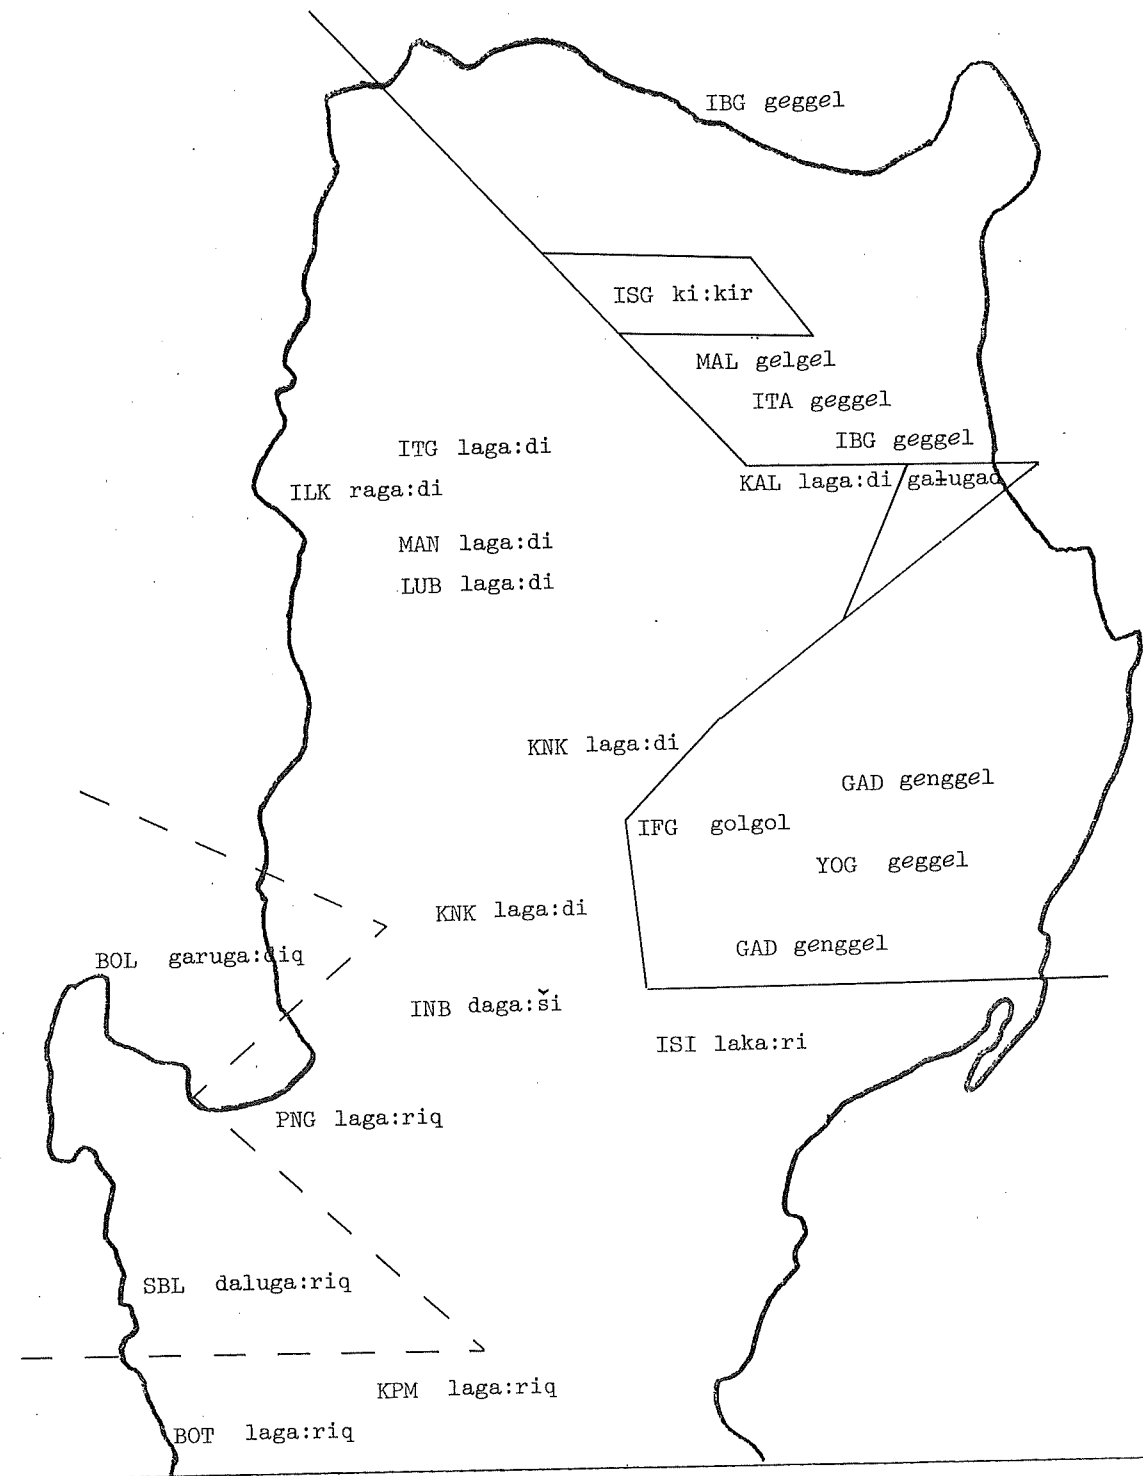 IBG geggel
ISG ki:kir
MAL gelgel
ITA geggel
IBG geggel
ITG laga:di
KAL laga:di gaɫugad
ILK raga:di
MAN laga:di
LUB laga:di
KNK laga:di
GAD genggel
IFG golgol
YOG geggel
KNK laga:di
GAD genggel
BOL garuga:diq
INB daga:ši
ISI laka:ri
PNG laga:riq
SBL daluga:riq
KPM laga:riq
BOT laga:riq